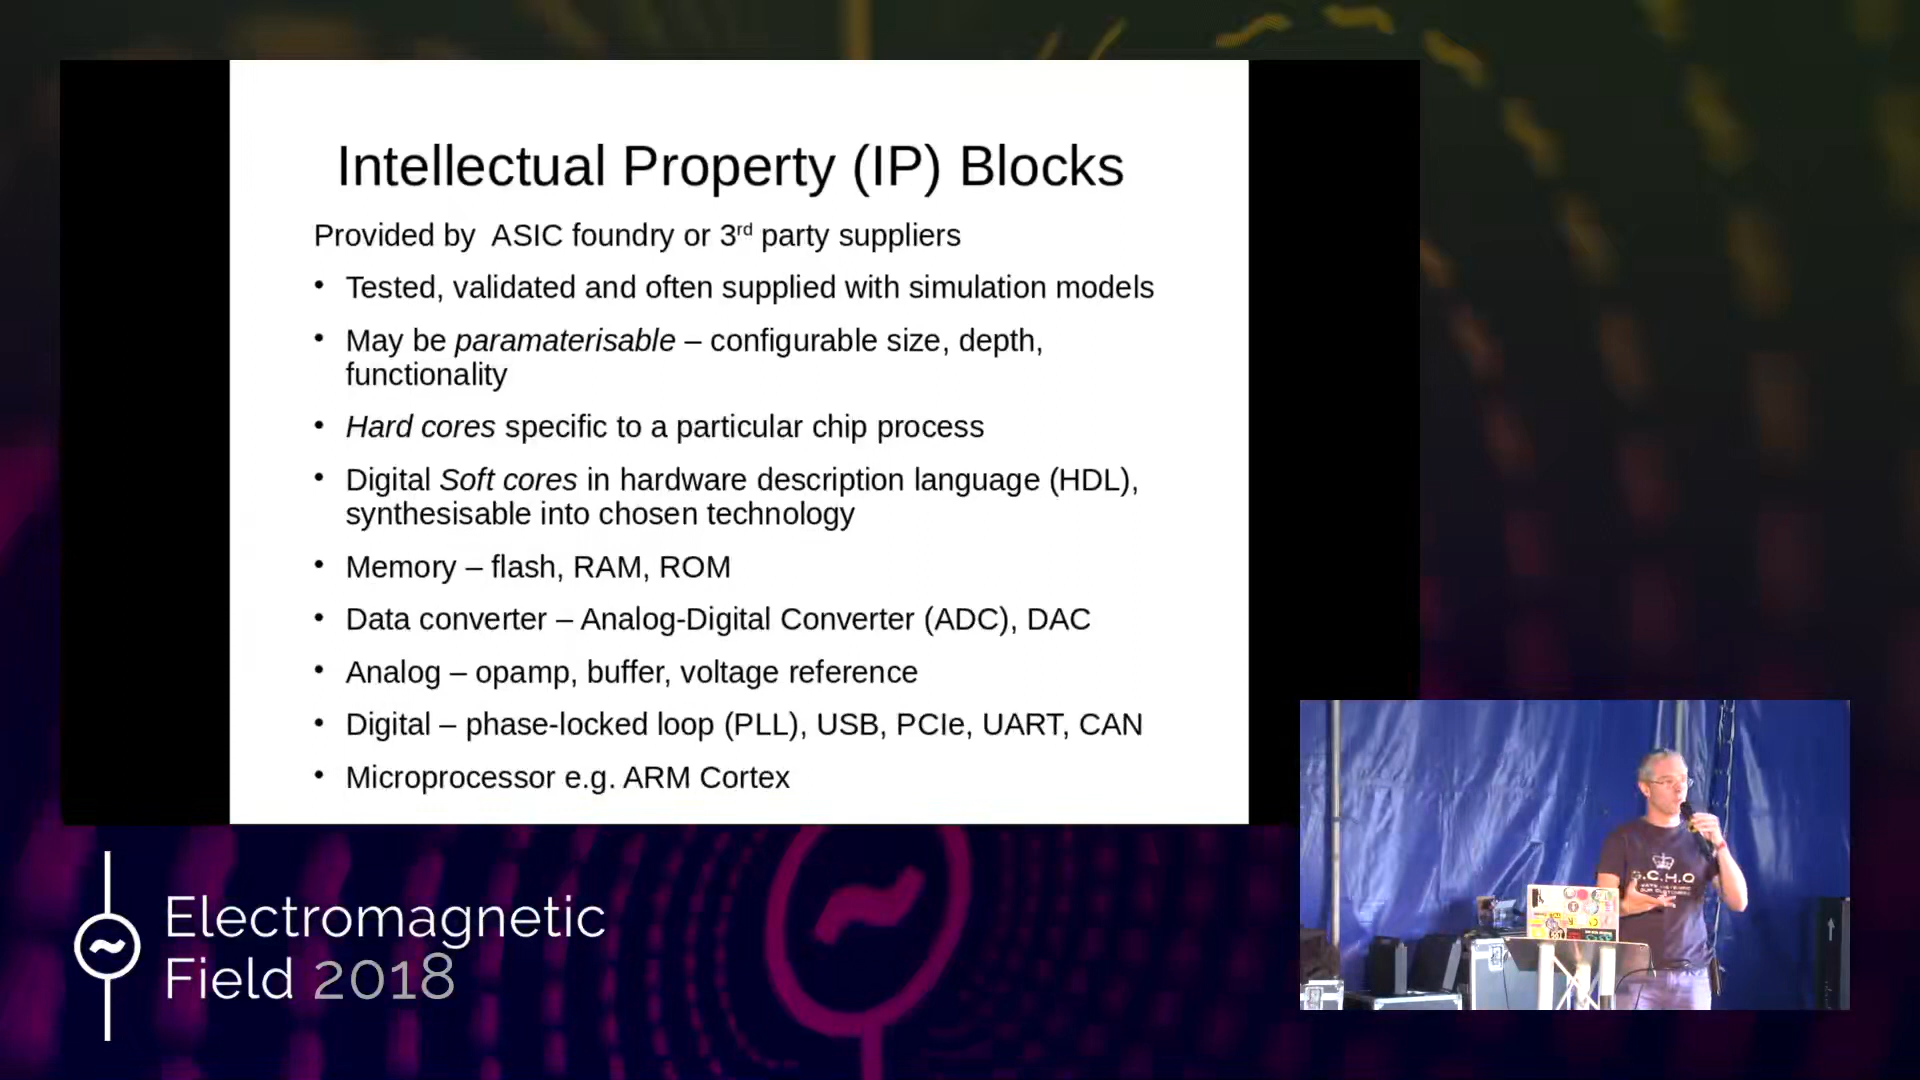 Intellectual Property (IP) Blocks
Provided by  ASIC foundry or 3rd party suppliers
• Tested, validated and often supplied with simulation models
• May be paramaterisable – configurable size, depth,
functionality
• Hard cores specific to a particular chip process
• Digital Soft cores in hardware description language (HDL),
synthesisable into chosen technology
• Memory – flash, RAM, ROM
• Data converter – Analog-Digital Converter (ADC), DAC
• Analog – opamp, buffer, voltage reference
• Digital – phase-locked loop (PLL), USB, PCIe, UART, CAN
• Microprocessor e.g. ARM Cortex
Electromagnetic
Field 2018
G.C.H.Q